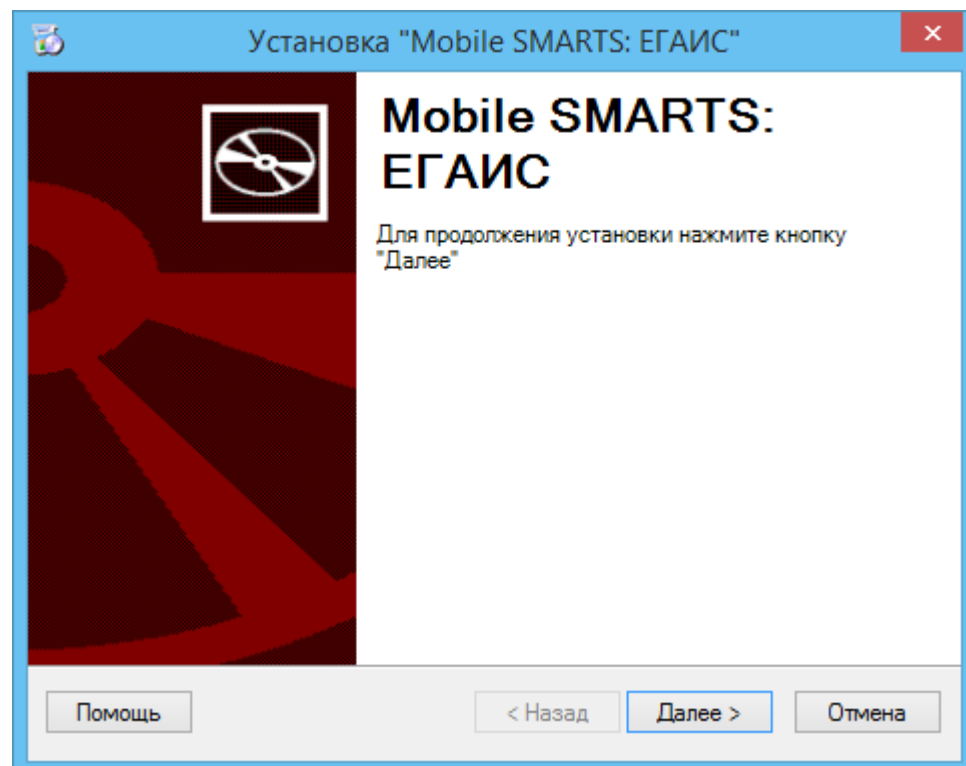 Установка "Mobile SMARTS: ЕГАИС"
Mobile SMARTS:
ЕГАИС
Для продолжения установки нажмите кнопку
"Далее"
Помощь
< Назад
Далее >
Отмена